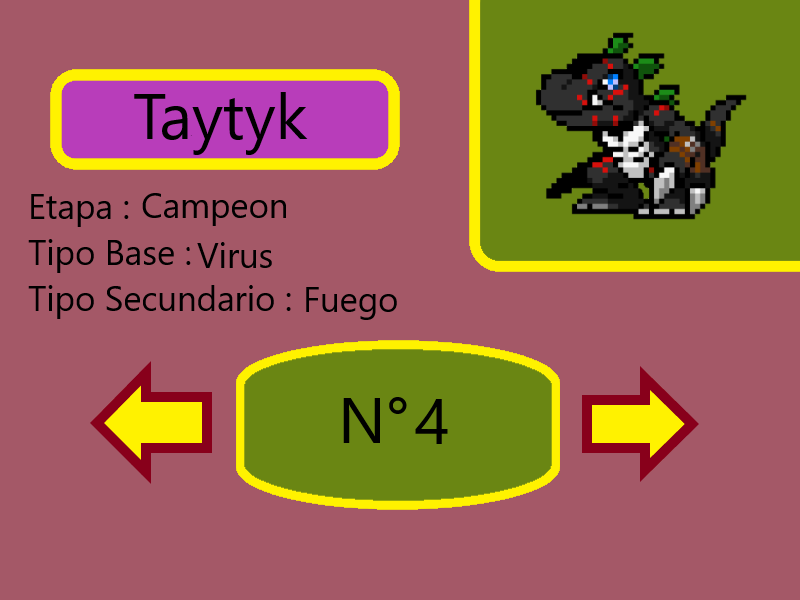 Taytyk
Etapa : Campeon
Tipo Base : Virus
Tipo Secundario : Fuego
N°4